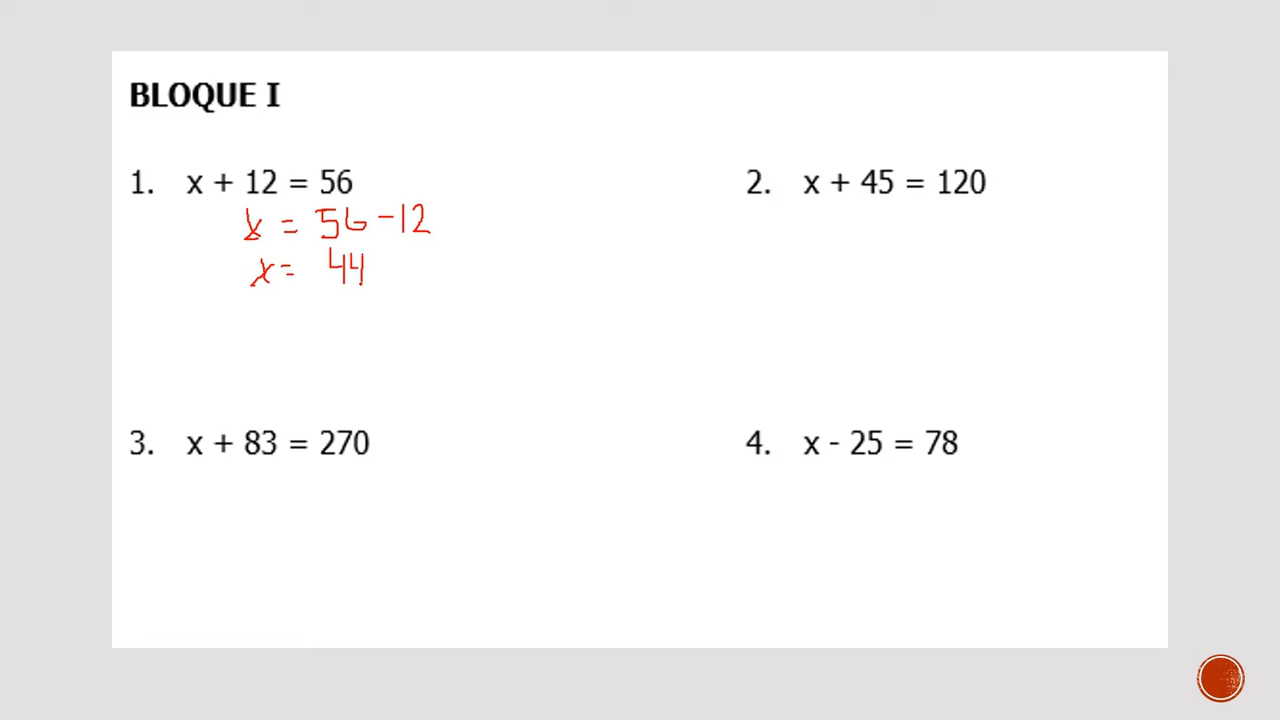 BLOQUE I
1. x + 12 = 56
x = 56 - 12
x = 44
2. x + 45 = 120
3. x + 83 = 270
4. x - 25 = 78